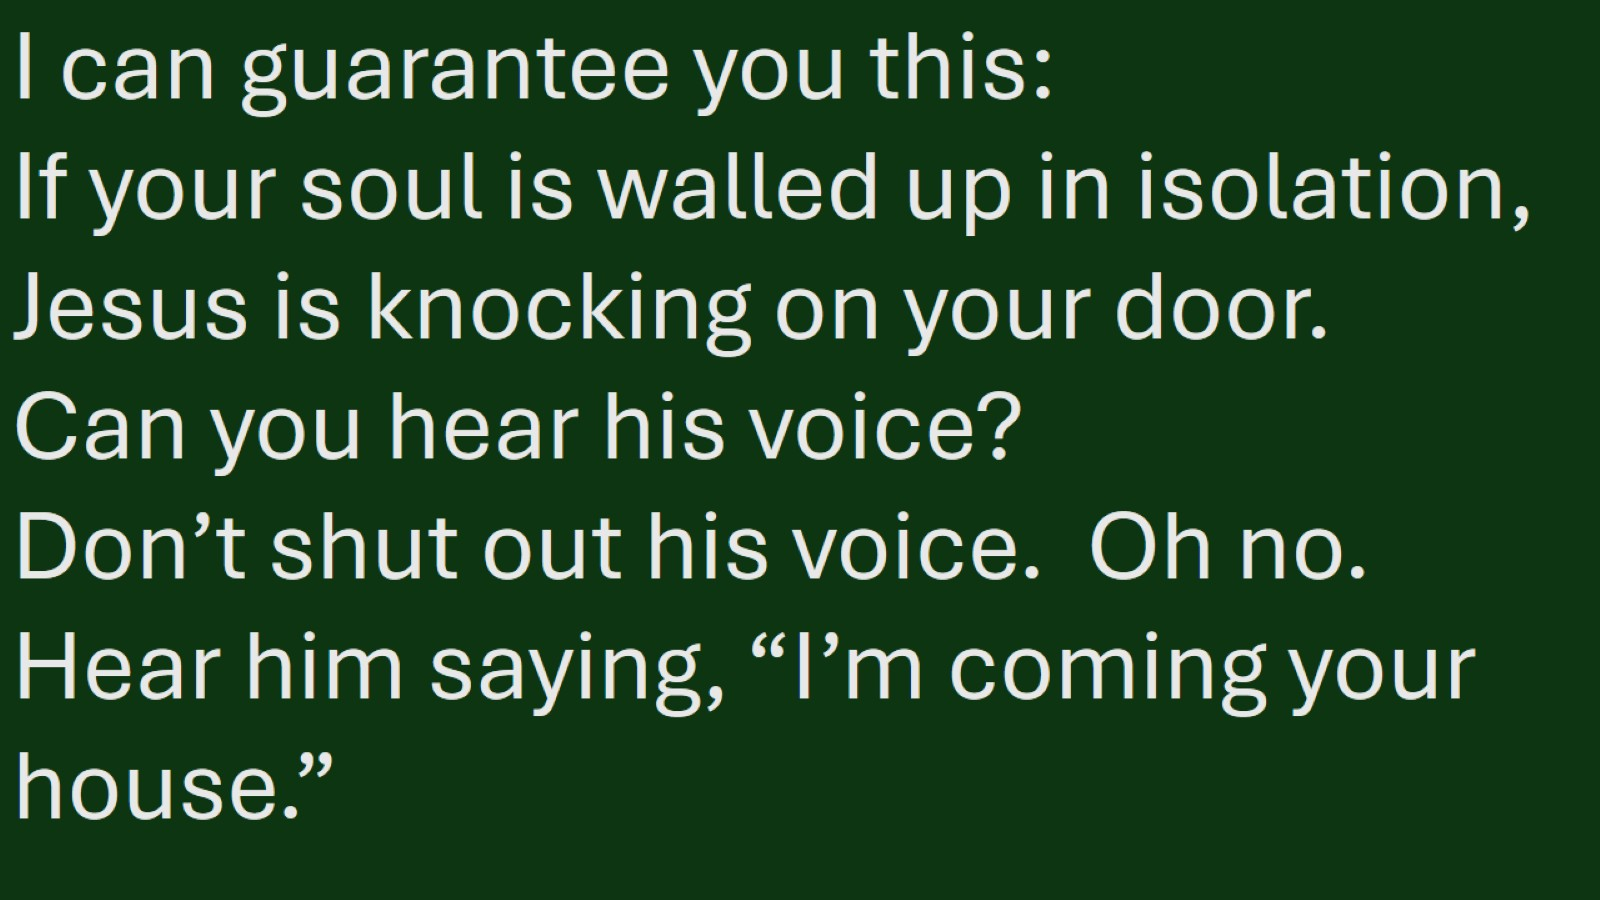 I can guarantee you this:
If your soul is walled up in isolation,
Jesus is knocking on your door.
Can you hear his voice?
Don’t shut out his voice.  Oh no.
Hear him saying, “I’m coming your
house.”